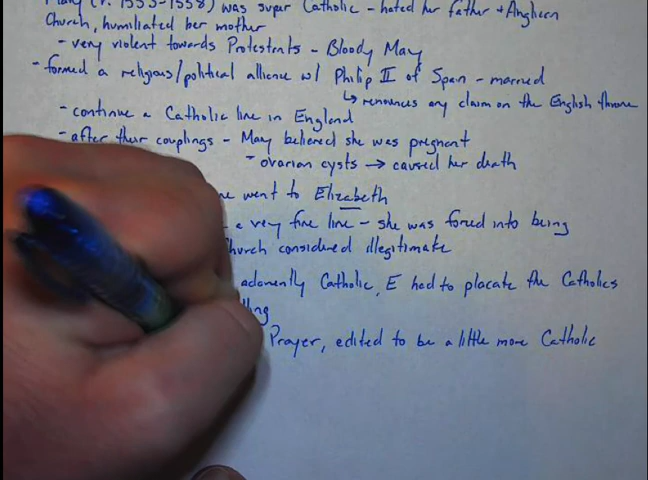 Mary (r. 1553-1558) was super Catholic - hated her father + Anglican
Church, humiliated her mother
- very violent towards Protestants - Bloody Mary
- formed a religious/political alliance w/ Philip II of Spain - married
↳ renounces any claim on the English throne
- continue a Catholic line in England
- after their couplings - Mary believed she was pregnant
- ovarian cysts → caused her death
went to Elizabeth
a very fine line - she was forced into being
Church considered illegitimate
adamently Catholic, E had to placate the Catholics
Prayer, edited to be a little more Catholic